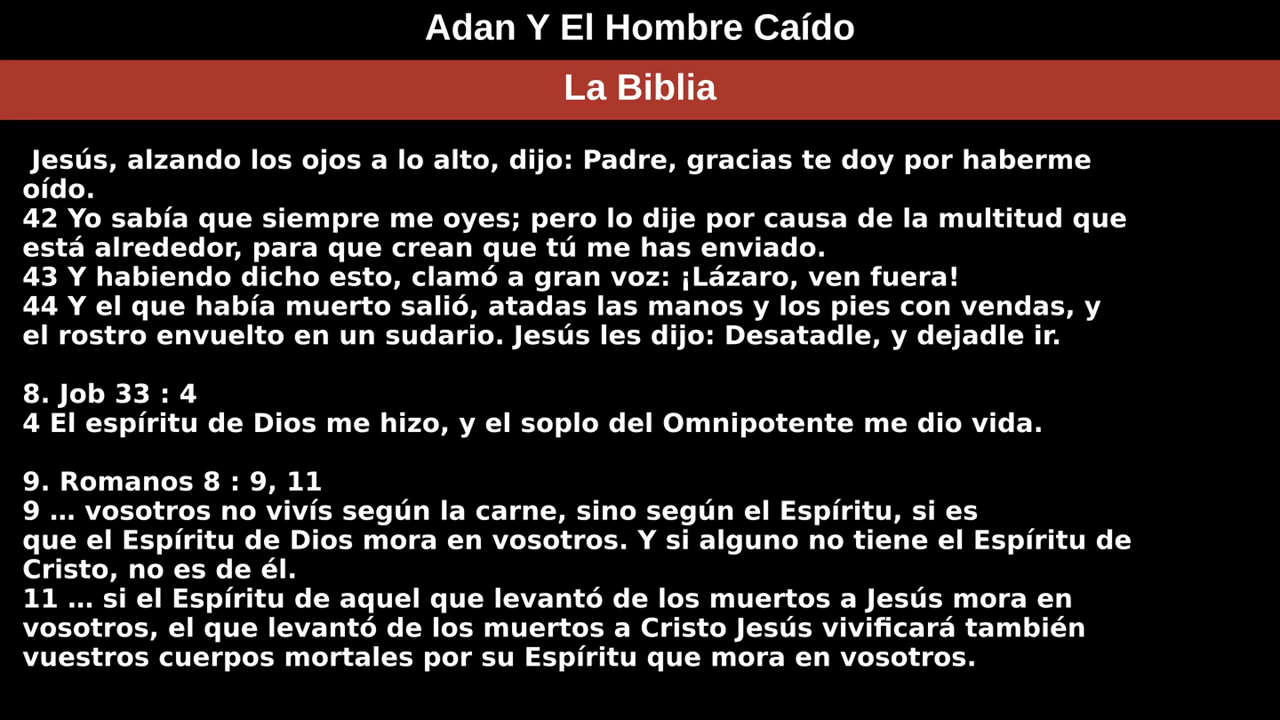 Adan Y El Hombre Caído
La Biblia
Jesús, alzando los ojos a lo alto, dijo: Padre, gracias te doy por haberme
oído.
42 Yo sabía que siempre me oyes; pero lo dije por causa de la multitud que
está alrededor, para que crean que tú me has enviado.
43 Y habiendo dicho esto, clamó a gran voz: ¡Lázaro, ven fuera!
44 Y el que había muerto salió, atadas las manos y los pies con vendas, y
el rostro envuelto en un sudario. Jesús les dijo: Desatadle, y dejadle ir.
8. Job 33 : 4
4 El espíritu de Dios me hizo, y el soplo del Omnipotente me dio vida.
9. Romanos 8 : 9, 11
9 … vosotros no vivís según la carne, sino según el Espíritu, si es
que el Espíritu de Dios mora en vosotros. Y si alguno no tiene el Espíritu de
Cristo, no es de él.
11 … si el Espíritu de aquel que levantó de los muertos a Jesús mora en
vosotros, el que levantó de los muertos a Cristo Jesús vivificará también
vuestros cuerpos mortales por su Espíritu que mora en vosotros.